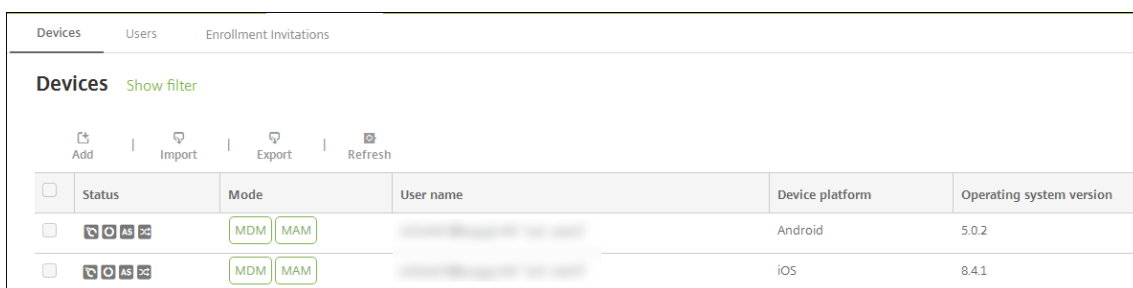 Devices Users Enrollment Invitations
Devices Show filter
Add | Import | Export | Refresh
Status Mode User name Device platform Operating system version
AS MDM MAM Android 5.0.2
AS MDM MAM iOS 8.4.1